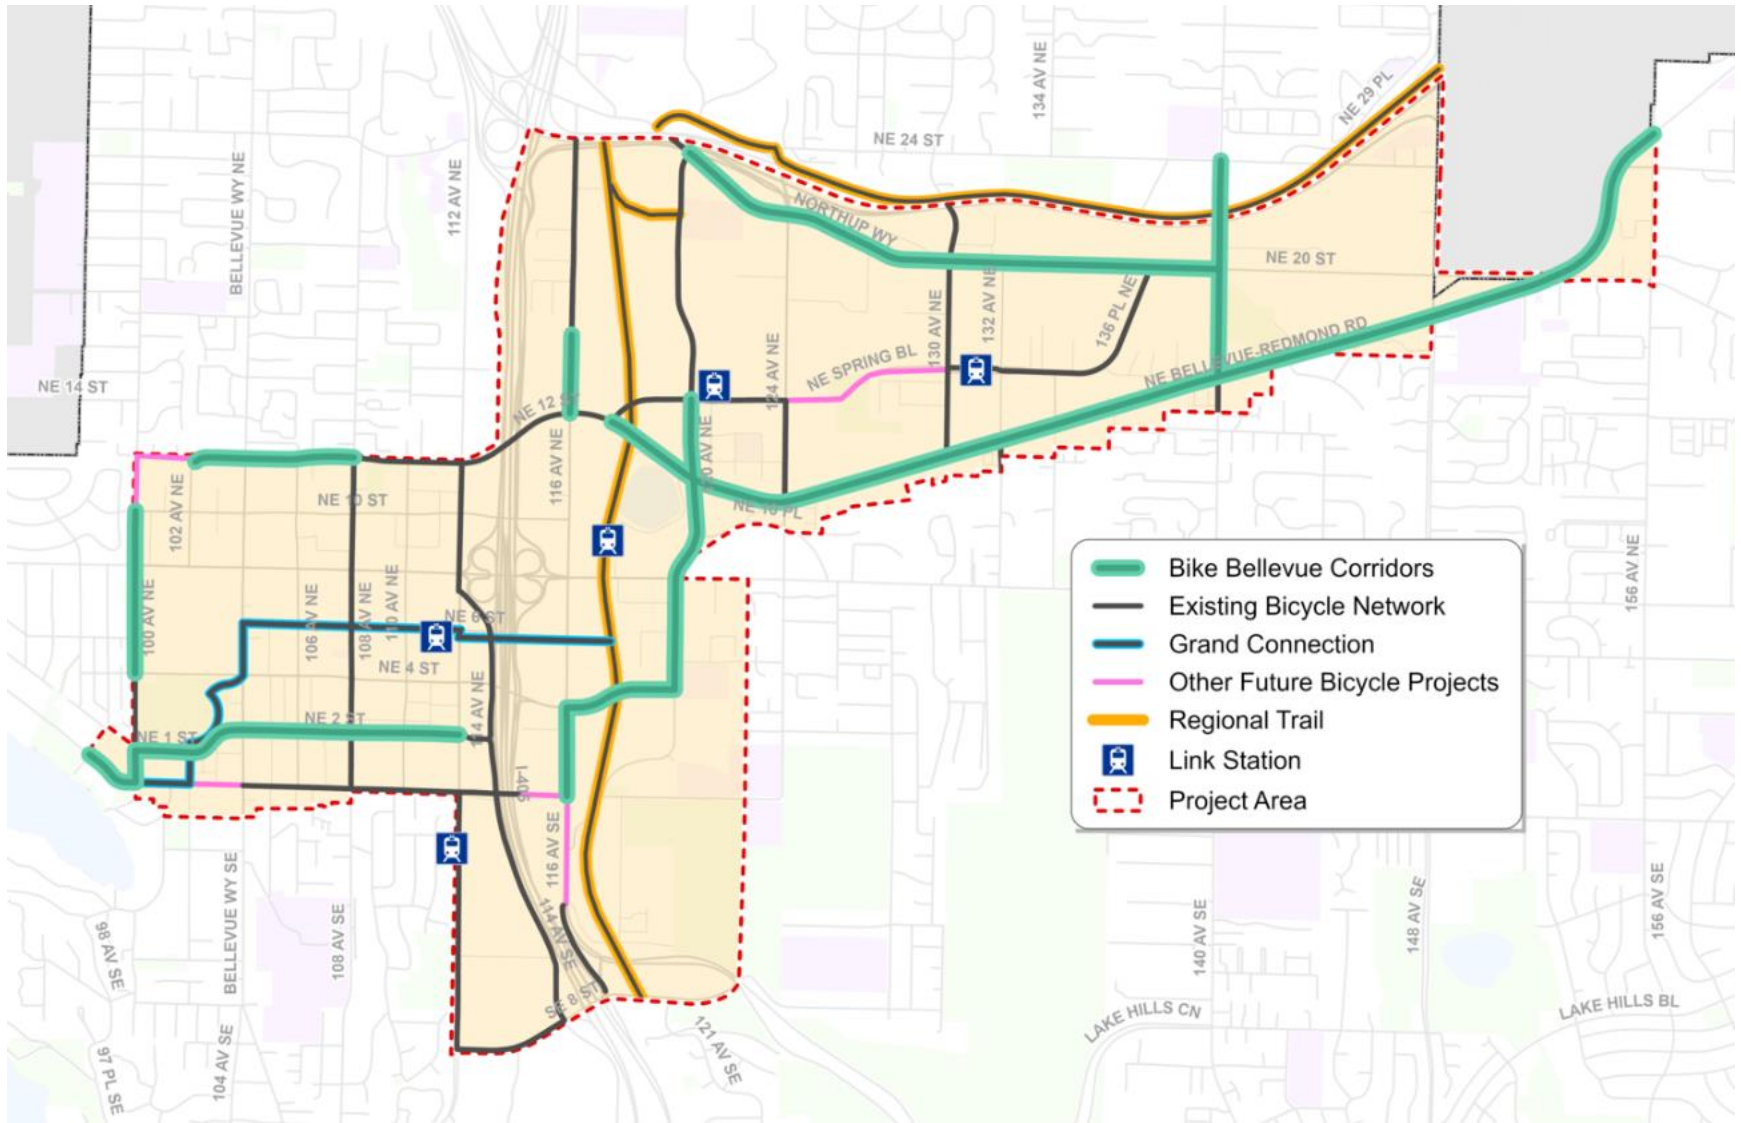 134 AV NE
NE 29 PL
NE 24 ST
BELLEVUE WY NE
112 AV NE
NORTHUP WY
NE 20 ST
130 AV NE
132 AV NE
136 PL NE
124 AV NE
NE SPRING BL
NE BELLEVUE-REDMOND RD
NE 14 ST
NE 12 ST
116 AV NE
NE 10 ST
102 AV NE
100 AV NE
106 AV NE
108 AV NE
110 AV NE
NE 6 ST
NE 4 ST
114 AV NE
NE 2 ST
NE 1 ST
I-405
116 AV SE
114 AV SE
SE 8 ST
BELLEVUE WY SE
108 AV SE
98 AV SE
97 PL SE
104 AV SE
121 AV SE
140 AV SE
148 AV SE
156 AV NE
156 AV SE
LAKE HILLS CN
LAKE HILLS BL
Bike Bellevue Corridors
Existing Bicycle Network
Grand Connection
Other Future Bicycle Projects
Regional Trail
Link Station
Project Area